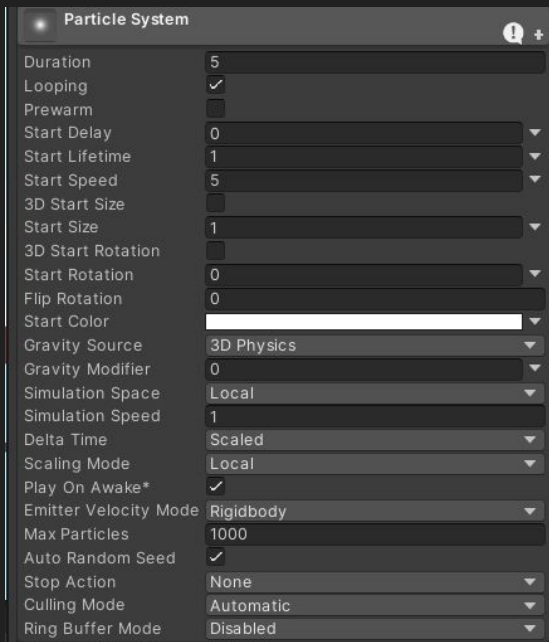 Particle System
Duration 5
Looping
Prewarm
Start Delay 0
Start Lifetime 1
Start Speed 5
3D Start Size
Start Size 1
3D Start Rotation
Start Rotation 0
Flip Rotation 0
Start Color
Gravity Source 3D Physics
Gravity Modifier 0
Simulation Space Local
Simulation Speed 1
Delta Time Scaled
Scaling Mode Local
Play On Awake*
Emitter Velocity Mode Rigidbody
Max Particles 1000
Auto Random Seed
Stop Action None
Culling Mode Automatic
Ring Buffer Mode Disabled